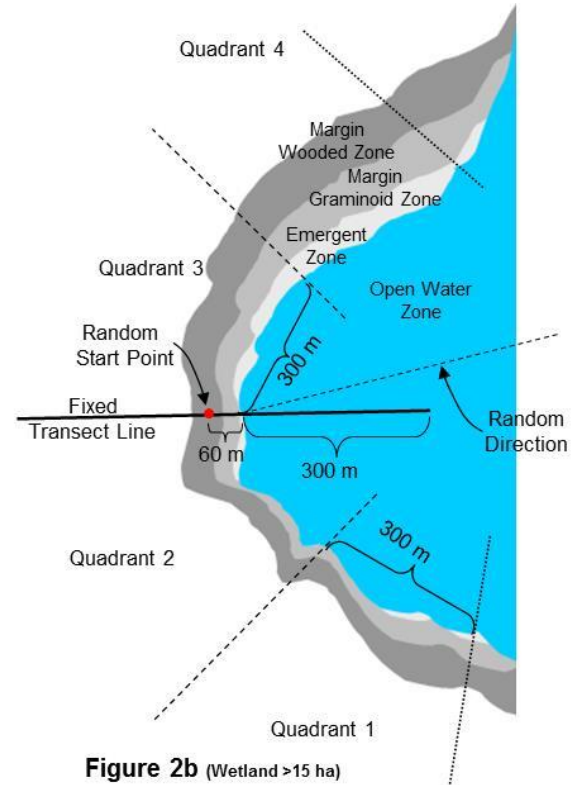 Quadrant 4
Margin
Wooded Zone
Margin
Graminoid Zone
Emergent
Zone
Quadrant 3
Open Water
Zone
Random
Start Point
300 m
Fixed
Transect Line
Random
Direction
60 m
300 m
300 m
Quadrant 2
Quadrant 1
Figure 2b (Wetland >15 ha)